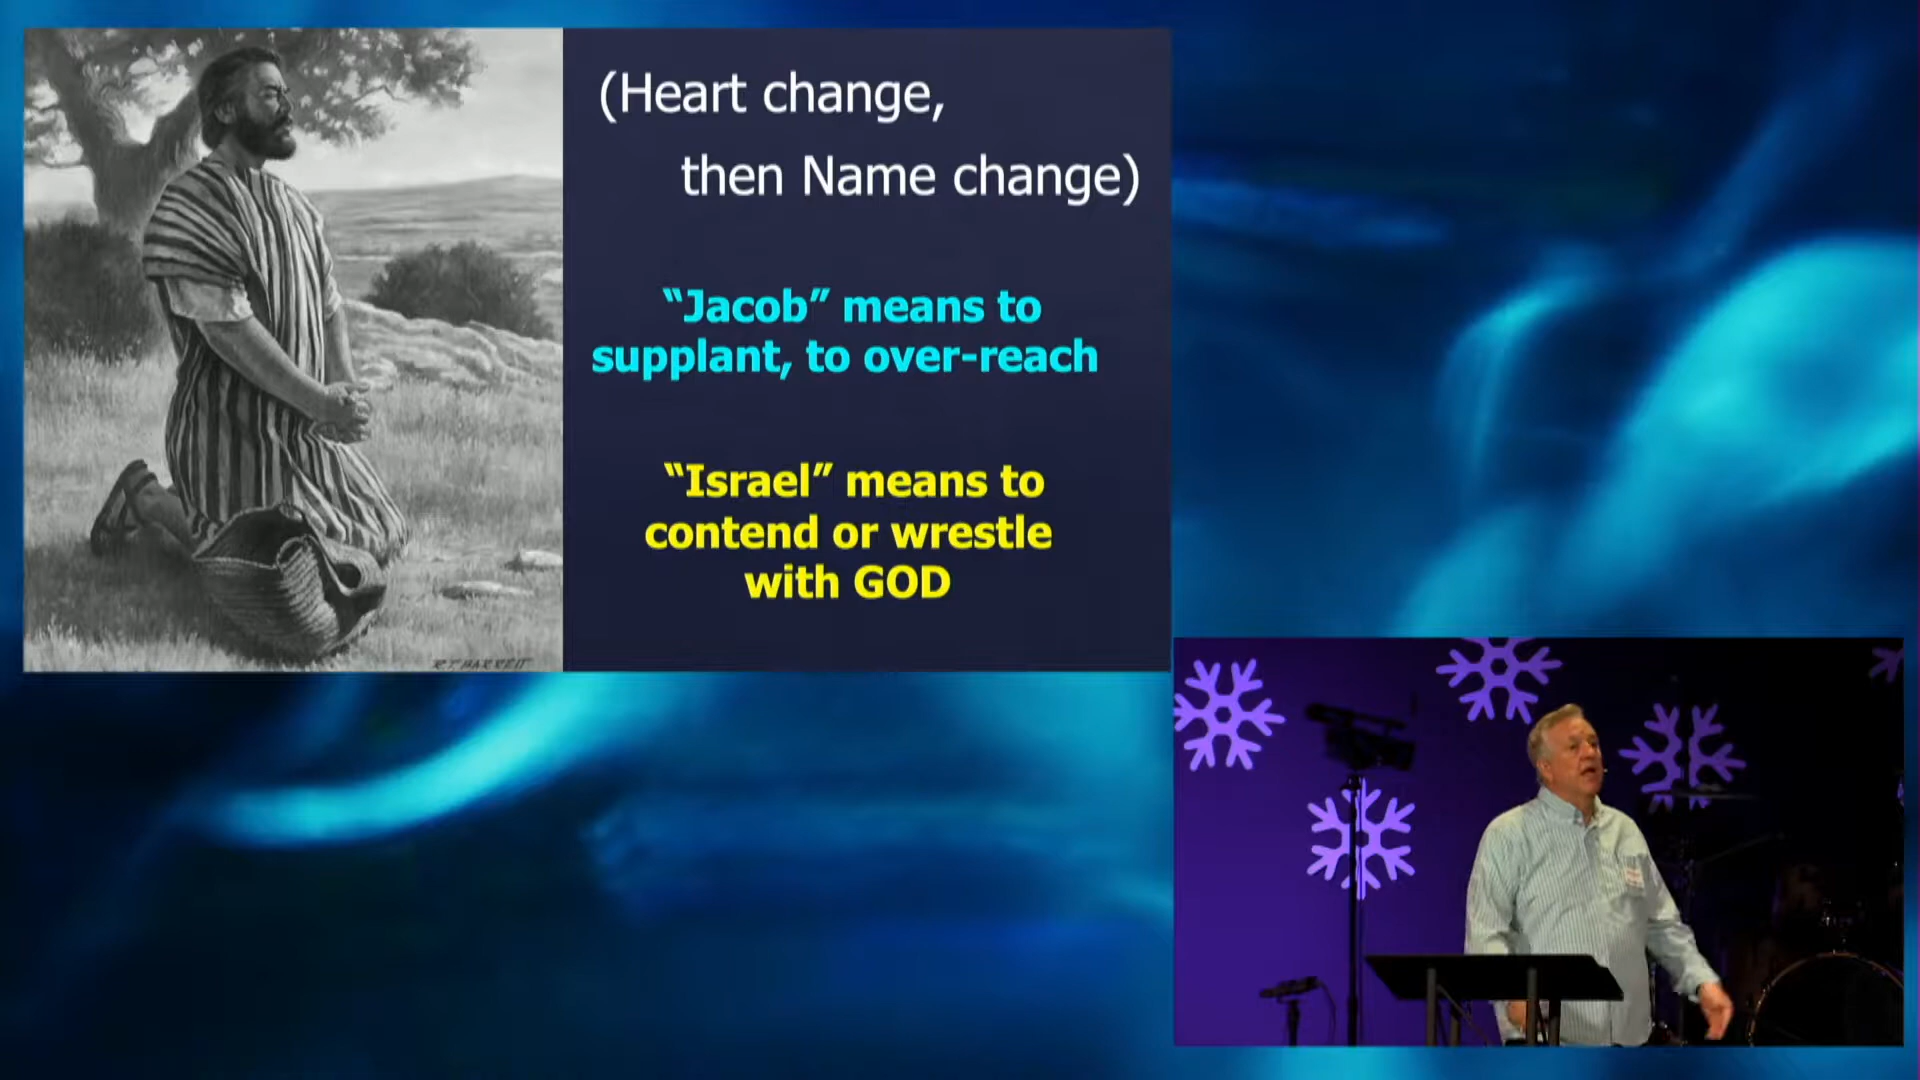 (Heart change,
then Name change)
“Jacob” means to
supplant, to over-reach
“Israel” means to
contend or wrestle
with GOD
R.T. BARRETT